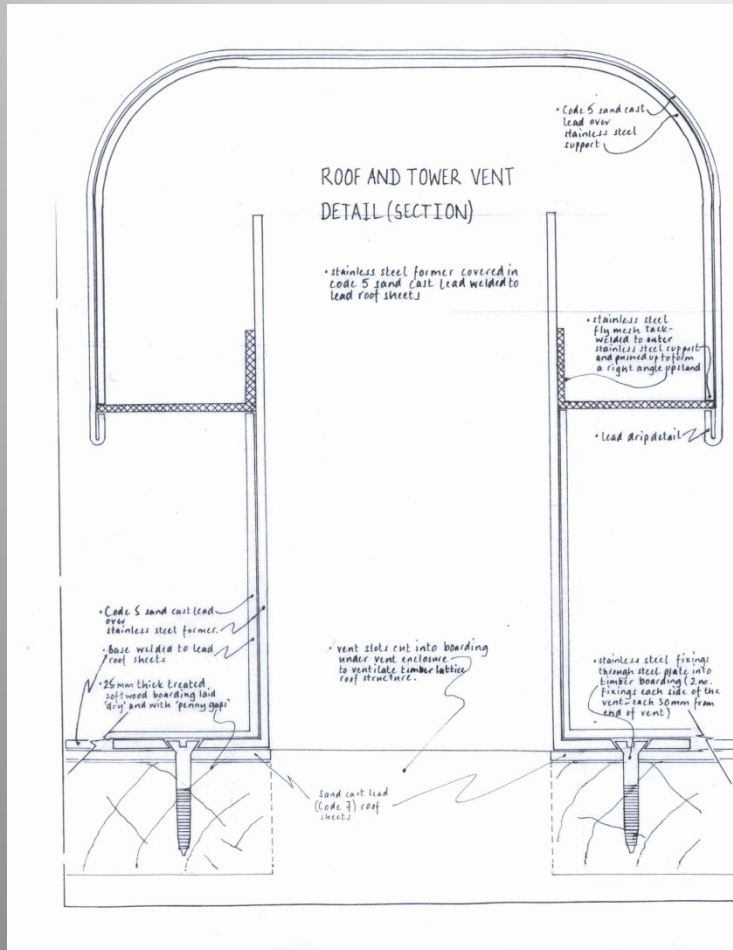 • Code 5 sand cast
lead over
stainless steel
support
ROOF AND TOWER VENT
DETAIL (SECTION)
• stainless steel former covered in
code 5 sand cast lead welded to
lead roof sheets
• stainless steel
fly mesh tack-
welded to outer
stainless steel support
and pushed up to form
a right angle upstand
• lead drip detail
• Code 5 sand cast lead
over
stainless steel former.
• Base welded to lead
roof sheets
• 25mm thick treated
softwood boarding laid
'dry' and with 'penny gaps'
• vent slots cut into boarding
under vent enclosure
to ventilate timber lattice
roof structure.
• stainless steel fixings
through steel plate into
timber boarding (2 no.
fixings each side of the
vent - each 50mm from
end of vent)
Sand cast lead
(Code 7) roof
sheets